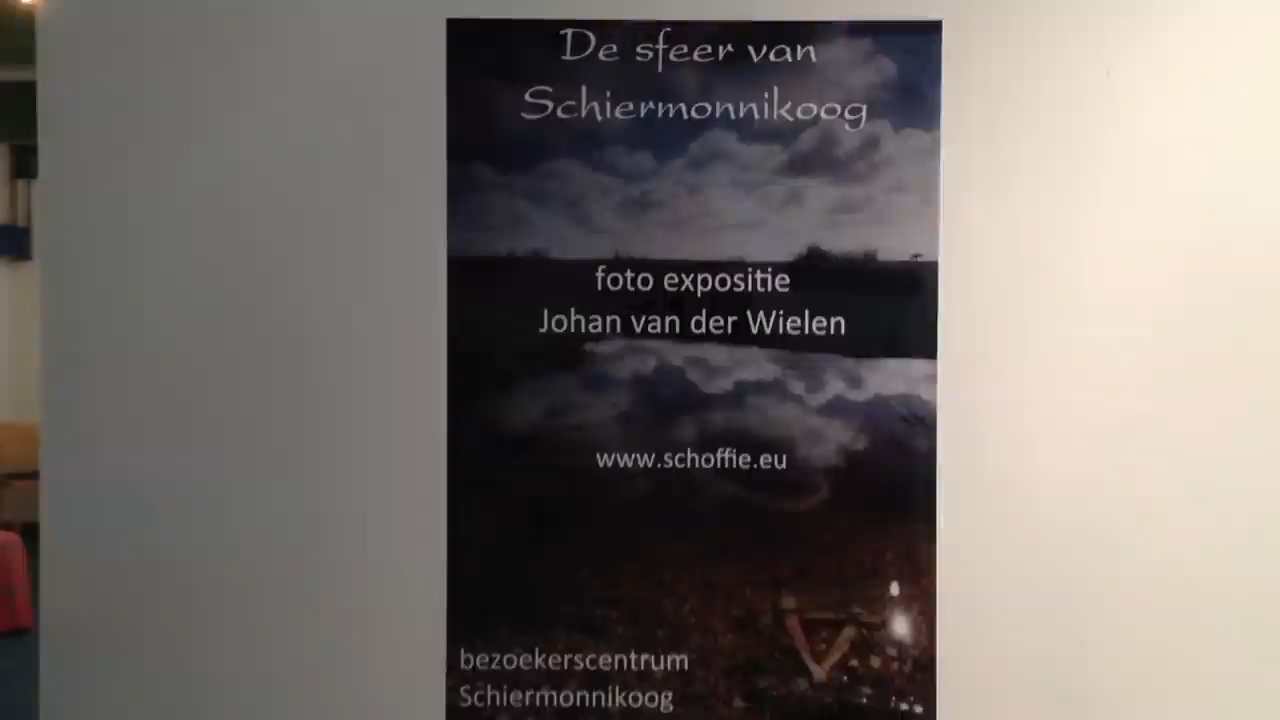 De sfeer van
Schiermonnikoog
foto expositie
Johan van der Wielen
www.schoffie.eu
bezoekerscentrum
Schiermonnikoog